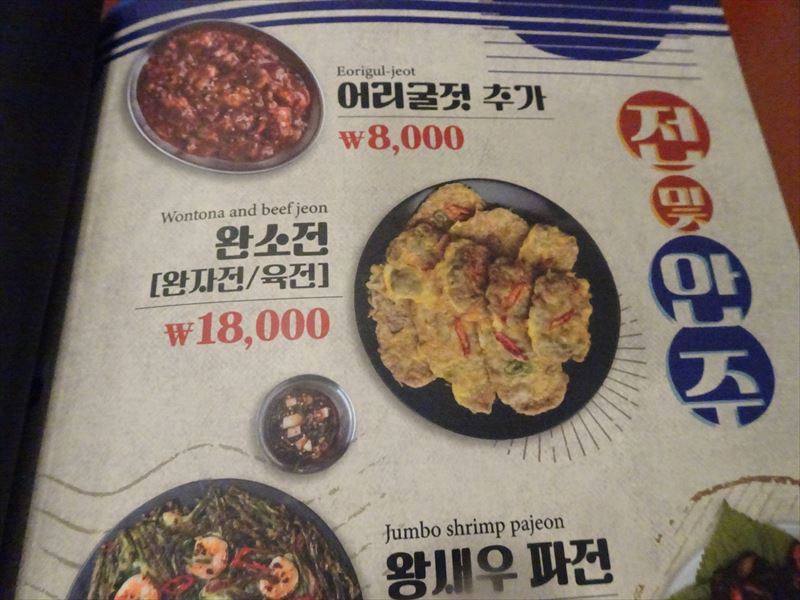 Eorigul-jeot
어리굴젓 추가
₩8,000
전
및
안
주
Wontona and beef jeon
완소전
[완자전/육전]
₩18,000
Jumbo shrimp pajeon
왕새우 파전